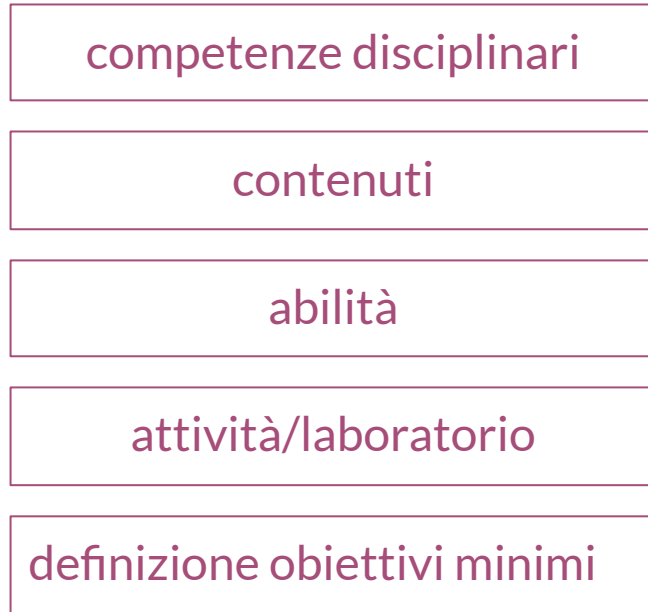 competenze disciplinari
contenuti
abilità
attività/laboratorio
definizione obiettivi minimi